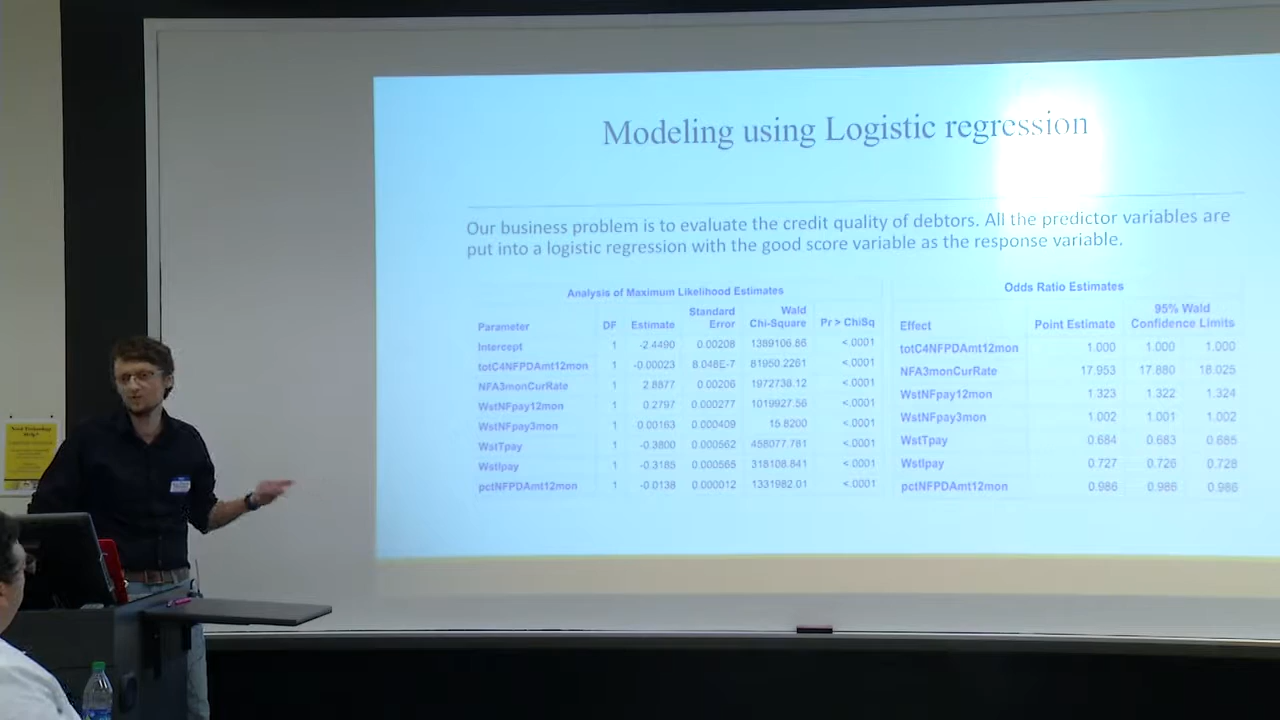 Modeling using Logistic regression
Our business problem is to evaluate the credit quality of debtors. All the predictor variables are
put into a logistic regression with the good score variable as the response variable.
Analysis of Maximum Likelihood Estimates
Parameter DF Estimate Standard Error Wald Chi-Square Pr > ChiSq
Intercept 1 -2.4490 0.00208 1389106.86 <.0001
totC4NFPDAmt12mon 1 -0.00023 8.048E-7 81950.2261 <.0001
NFA3monCurRate 1 2.8877 0.00206 1972738.12 <.0001
WstNFpay12mon 1 0.2797 0.000277 1019927.56 <.0001
WstNFpay3mon 1 0.00163 0.000409 15.8200 <.0001
WstTpay 1 -0.3800 0.000562 458077.781 <.0001
WstIpay 1 -0.3185 0.000565 318108.841 <.0001
pctNFPDAmt12mon 1 -0.0138 0.000012 1331982.01 <.0001
Odds Ratio Estimates
Effect Point Estimate 95% Wald Confidence Limits
totC4NFPDAmt12mon 1.000 1.000 1.000
NFA3monCurRate 17.953 17.880 18.025
WstNFpay12mon 1.323 1.322 1.324
WstNFpay3mon 1.002 1.001 1.002
WstTpay 0.684 0.683 0.685
WstIpay 0.727 0.726 0.728
pctNFPDAmt12mon 0.986 0.986 0.986